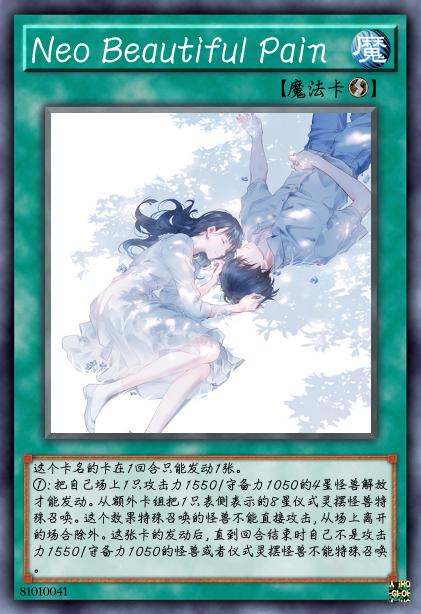 Neo Beautiful Pain
魔
【魔法卡】
这个卡名的卡在1回合只能发动1张。
①:把自己场上1只攻击力1550/守备力1050的4星怪兽解放
才能发动。从额外卡组把1只表侧表示的8星仪式灵摆怪兽特
殊召唤。这个效果特殊召唤的怪兽不能直接攻击,从场上离开
的场合除外。这张卡的发动后,直到回合结束时自己不是攻击
力1550/守备力1050的怪兽或者仪式灵摆怪兽不能特殊召唤
。
81010041